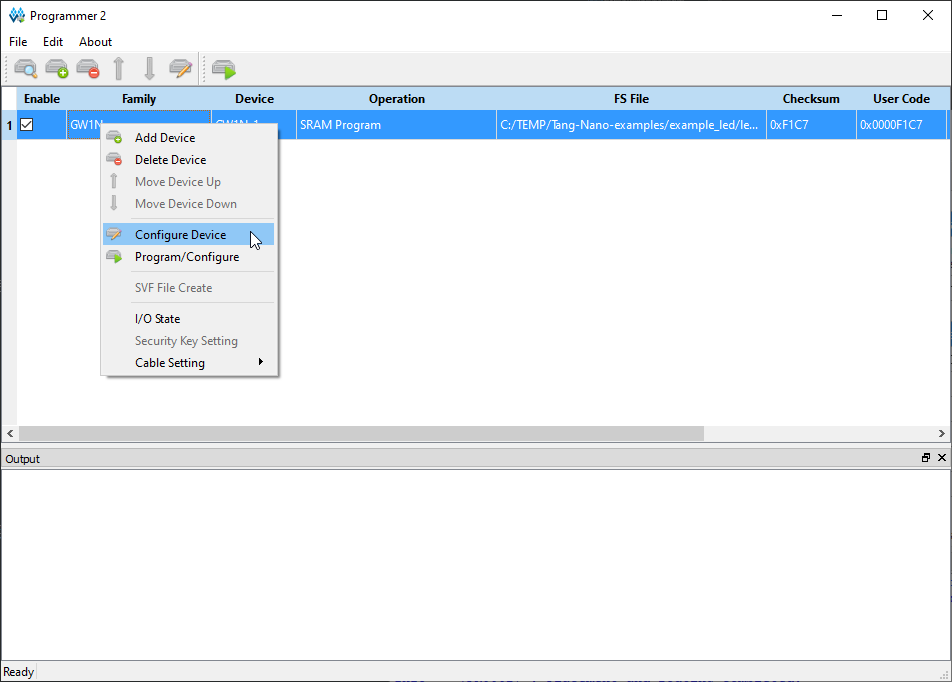 Programmer 2
File Edit About
Enable Family Device Operation FS File Checksum User Code
1 GW1N SRAM Program C:/TEMP/Tang-Nano-examples/example_led/le... 0xF1C7 0x0000F1C7
Add Device
Delete Device
Move Device Up
Move Device Down
Configure Device
Program/Configure
SVF File Create
I/O State
Security Key Setting
Cable Setting
Output
Ready